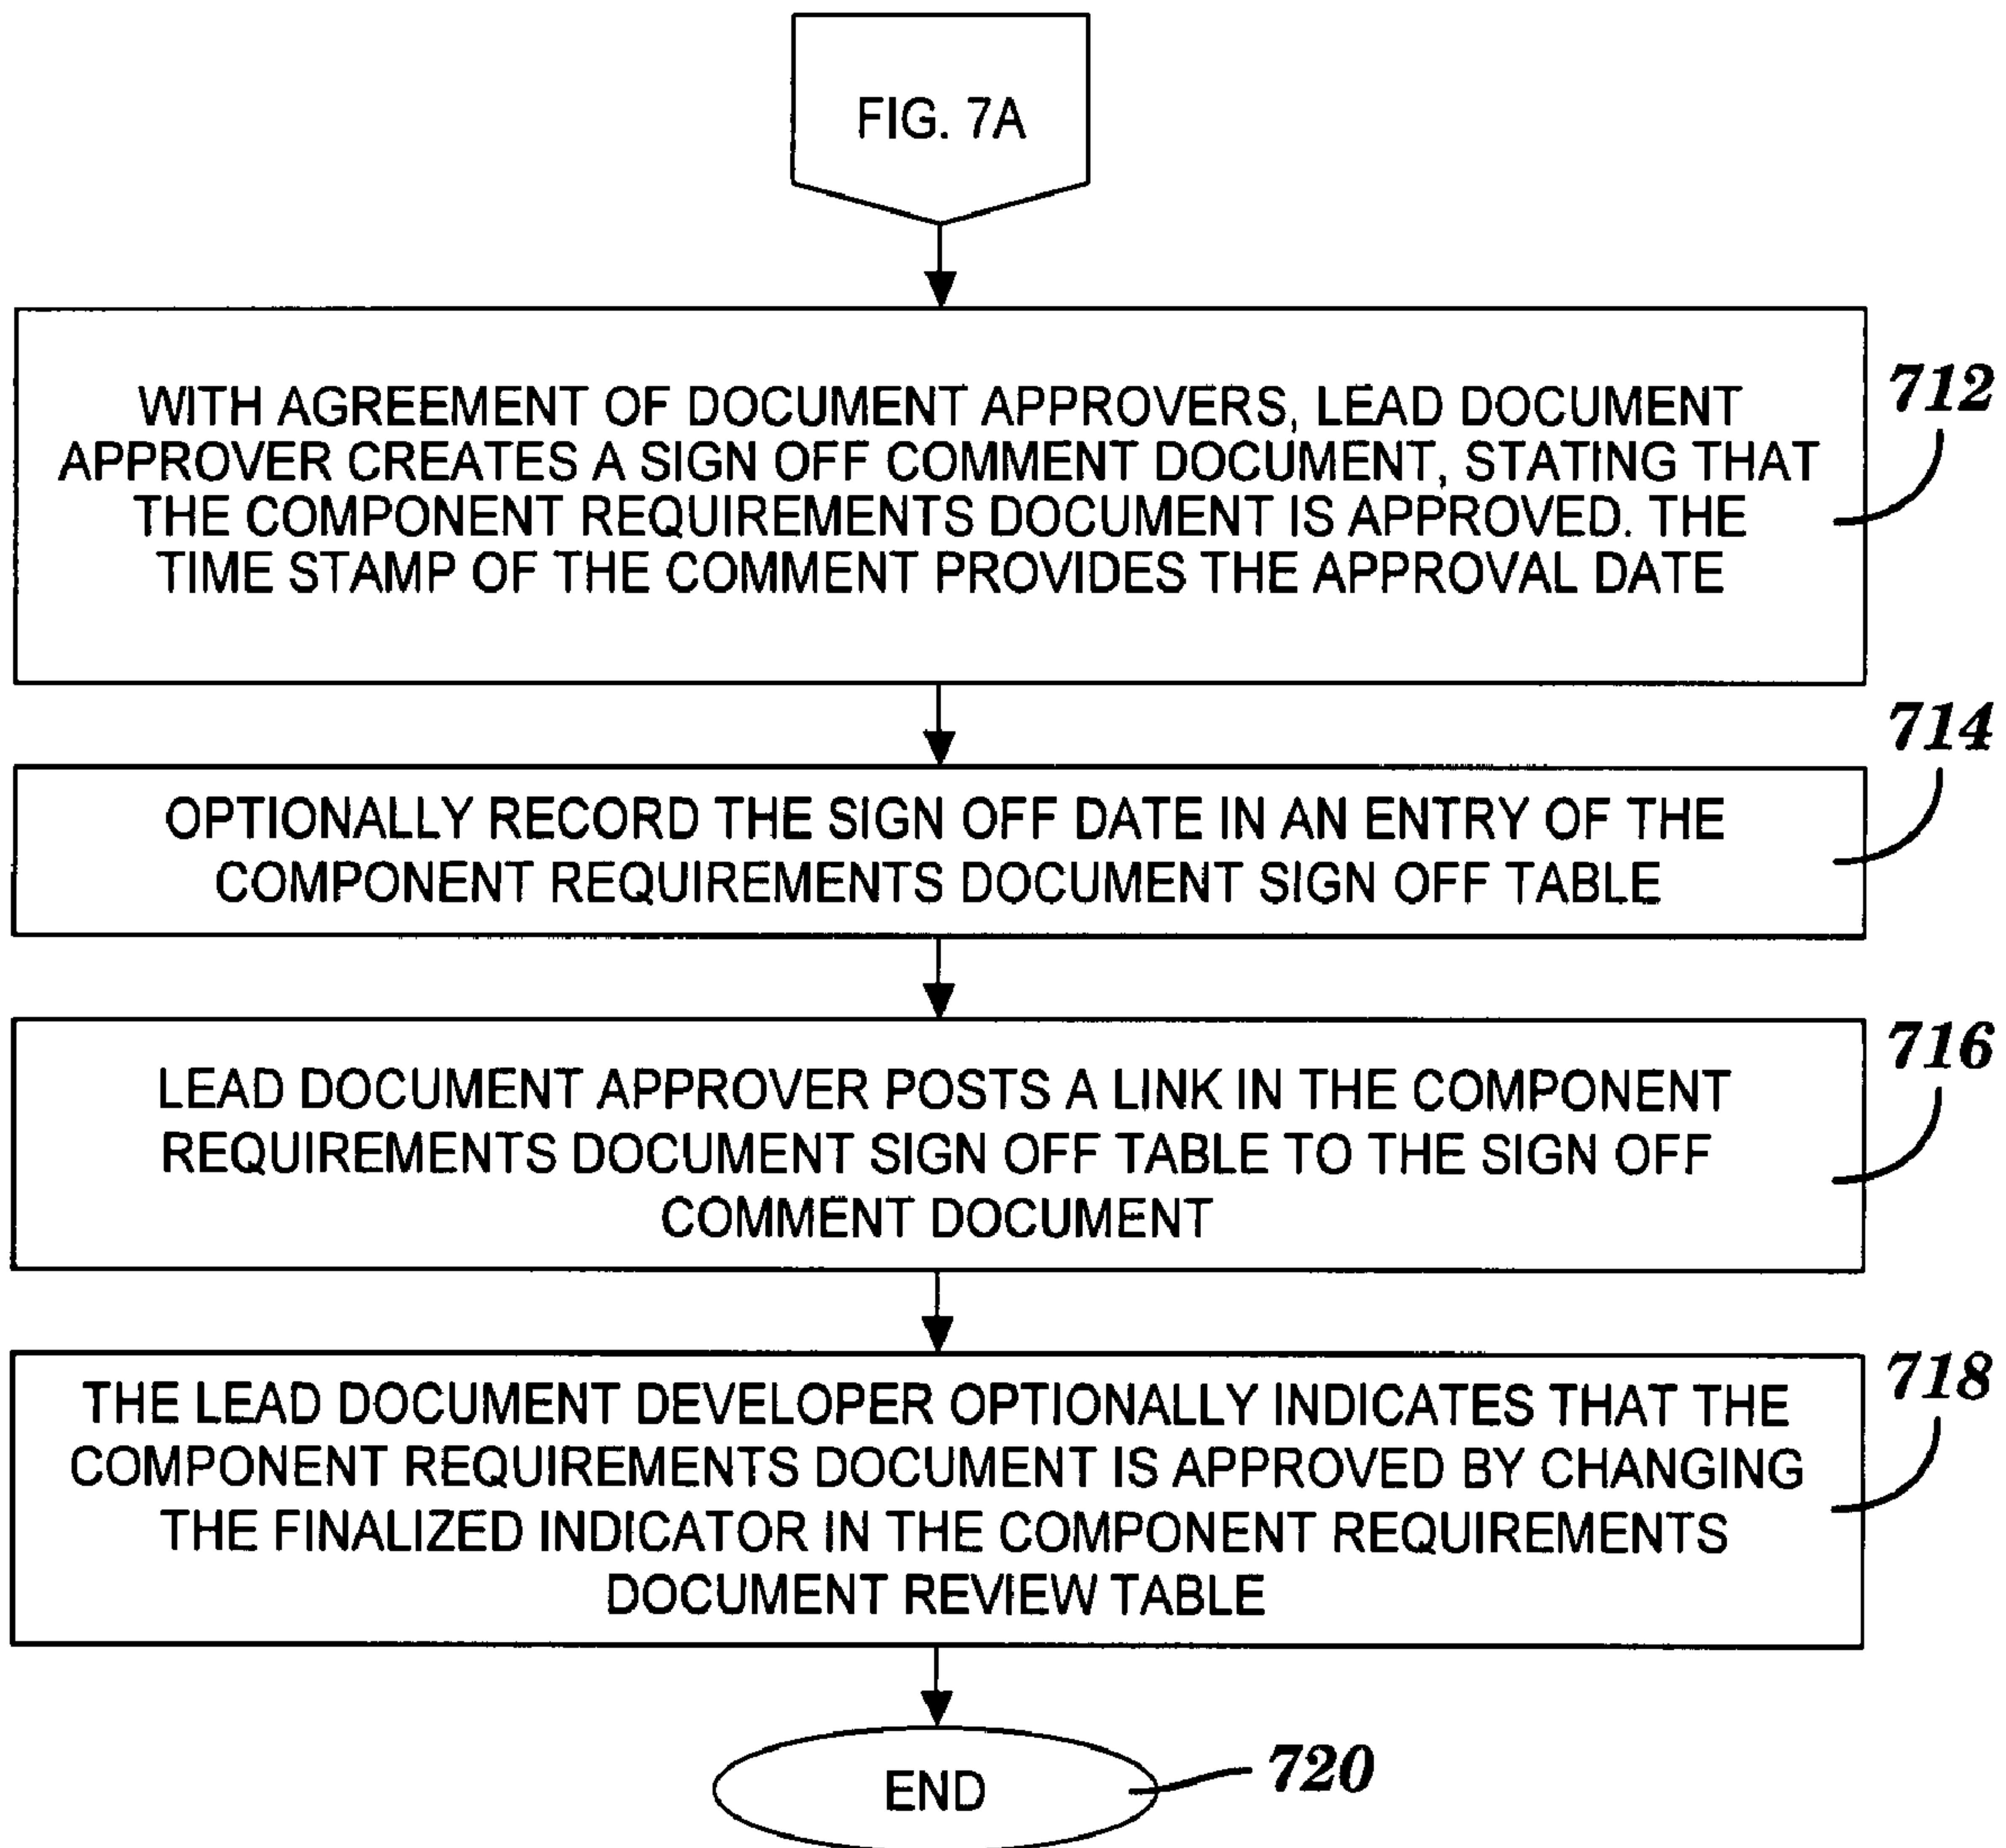 FIG. 7A
WITH AGREEMENT OF DOCUMENT APPROVERS, LEAD DOCUMENT
APPROVER CREATES A SIGN OFF COMMENT DOCUMENT, STATING THAT
THE COMPONENT REQUIREMENTS DOCUMENT IS APPROVED. THE
TIME STAMP OF THE COMMENT PROVIDES THE APPROVAL DATE
712
714
OPTIONALLY RECORD THE SIGN OFF DATE IN AN ENTRY OF THE
COMPONENT REQUIREMENTS DOCUMENT SIGN OFF TABLE
716
LEAD DOCUMENT APPROVER POSTS A LINK IN THE COMPONENT
REQUIREMENTS DOCUMENT SIGN OFF TABLE TO THE SIGN OFF
COMMENT DOCUMENT
718
THE LEAD DOCUMENT DEVELOPER OPTIONALLY INDICATES THAT THE
COMPONENT REQUIREMENTS DOCUMENT IS APPROVED BY CHANGING
THE FINALIZED INDICATOR IN THE COMPONENT REQUIREMENTS
DOCUMENT REVIEW TABLE
END
720